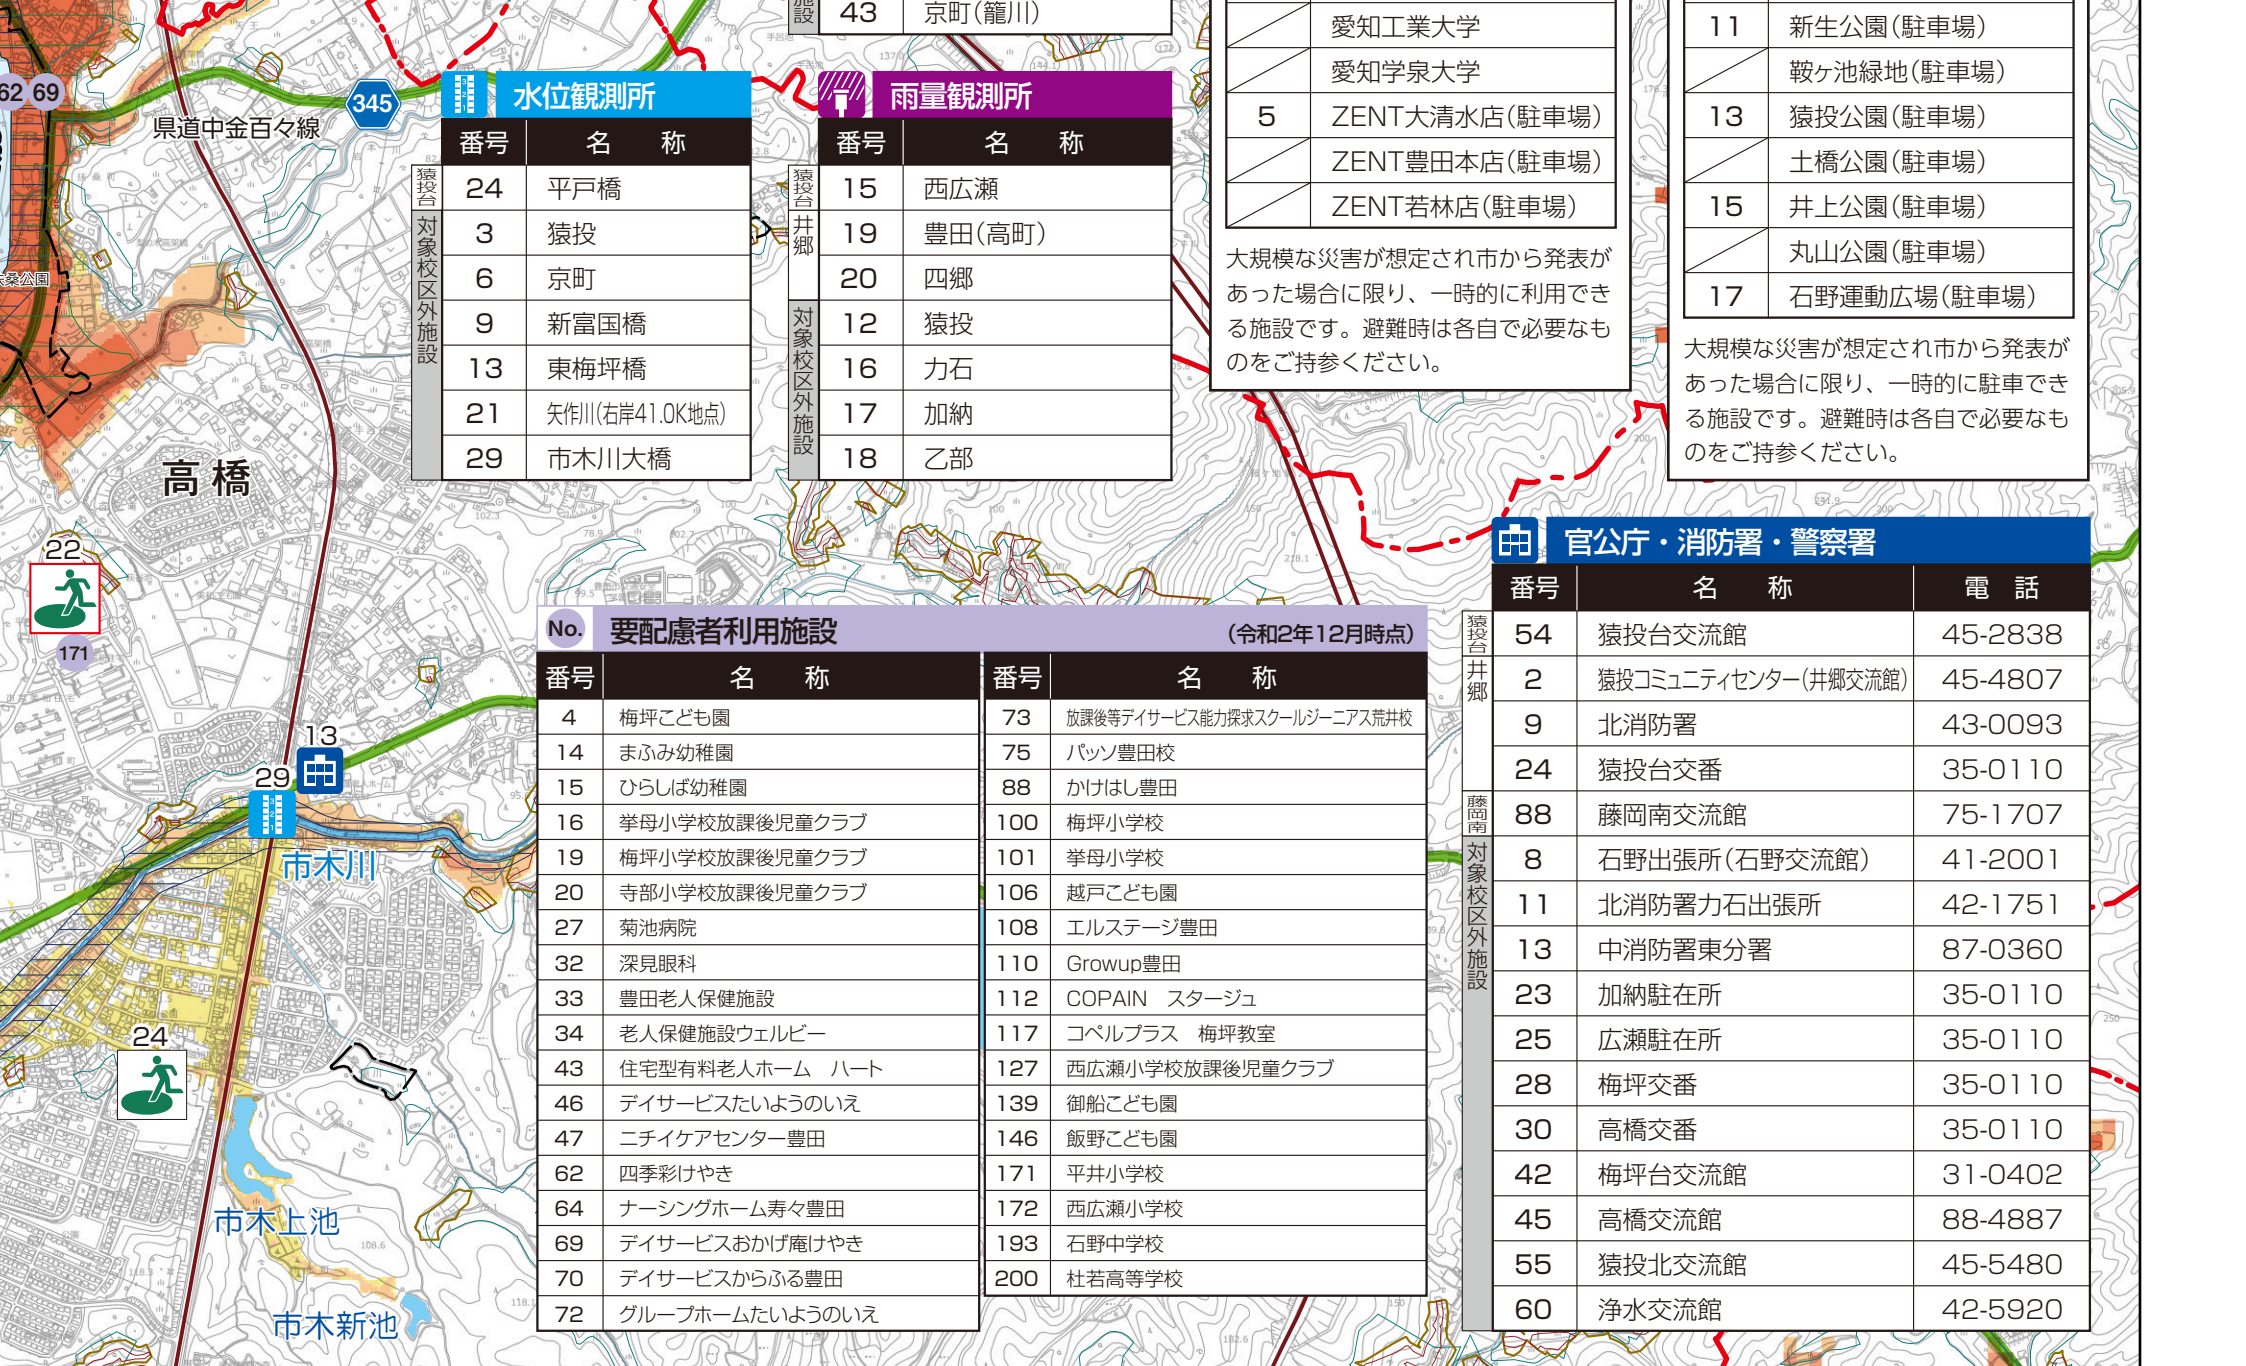 43 京町(籠川)
水位観測所
番号 名称
猿投台
24 平戸橋
対象校区外施設
3 猿投
6 京町
9 新富国橋
13 東梅坪橋
21 矢作川(右岸41.0K地点)
29 市木川大橋
雨量観測所
番号 名称
猿投台
15 西広瀬
井郷
19 豊田(高町)
20 四郷
対象校区外施設
12 猿投
16 力石
17 加納
18 乙部
愛知工業大学
愛知学泉大学
5 ZENT大清水店(駐車場)
ZENT豊田本店(駐車場)
ZENT若林店(駐車場)
大規模な災害が想定され市から発表が
あった場合に限り、一時的に利用でき
る施設です。避難時は各自で必要なも
のをご持参ください。
11 新生公園(駐車場)
鞍ヶ池緑地(駐車場)
13 猿投公園(駐車場)
土橋公園(駐車場)
15 井上公園(駐車場)
丸山公園(駐車場)
17 石野運動広場(駐車場)
大規模な災害が想定され市から発表が
あった場合に限り、一時的に駐車でき
る施設です。避難時は各自で必要なも
のをご持参ください。
62 69
345
県道中金百々線
桑公園
高橋
22
171
13
29
市木川
24
市木上池
市木新池
No. 要配慮者利用施設 (令和2年12月時点)
番号 名称
4 梅坪こども園
14 まふみ幼稚園
15 ひらしば幼稚園
16 挙母小学校放課後児童クラブ
19 梅坪小学校放課後児童クラブ
20 寺部小学校放課後児童クラブ
27 菊池病院
32 深見眼科
33 豊田老人保健施設
34 老人保健施設ウェルビー
43 住宅型有料老人ホーム ハート
46 デイサービスたいようのいえ
47 ニチイケアセンター豊田
62 四季彩けやき
64 ナーシングホーム寿々豊田
69 デイサービスおかげ庵けやき
70 デイサービスからふる豊田
72 グループホームたいようのいえ
番号 名称
73 放課後等デイサービス能力探求スクールジーニアス荒井校
75 パッソ豊田校
88 かけはし豊田
100 梅坪小学校
101 挙母小学校
106 越戸こども園
108 エルステージ豊田
110 Growup豊田
112 COPAIN スタージュ
117 コペルプラス 梅坪教室
127 西広瀬小学校放課後児童クラブ
139 御船こども園
146 飯野こども園
171 平井小学校
172 西広瀬小学校
193 石野中学校
200 杜若高等学校
官公庁・消防署・警察署
番号 名称 電話
猿投台
54 猿投台交流館 45-2838
井郷
2 猿投コミュニティセンター(井郷交流館) 45-4807
9 北消防署 43-0093
24 猿投台交番 35-0110
藤岡南
88 藤岡南交流館 75-1707
対象校区外施設
8 石野出張所(石野交流館) 41-2001
11 北消防署力石出張所 42-1751
13 中消防署東分署 87-0360
23 加納駐在所 35-0110
25 広瀬駐在所 35-0110
28 梅坪交番 35-0110
30 高橋交番 35-0110
42 梅坪台交流館 31-0402
45 高橋交流館 88-4887
55 猿投北交流館 45-5480
60 浄水交流館 42-5920